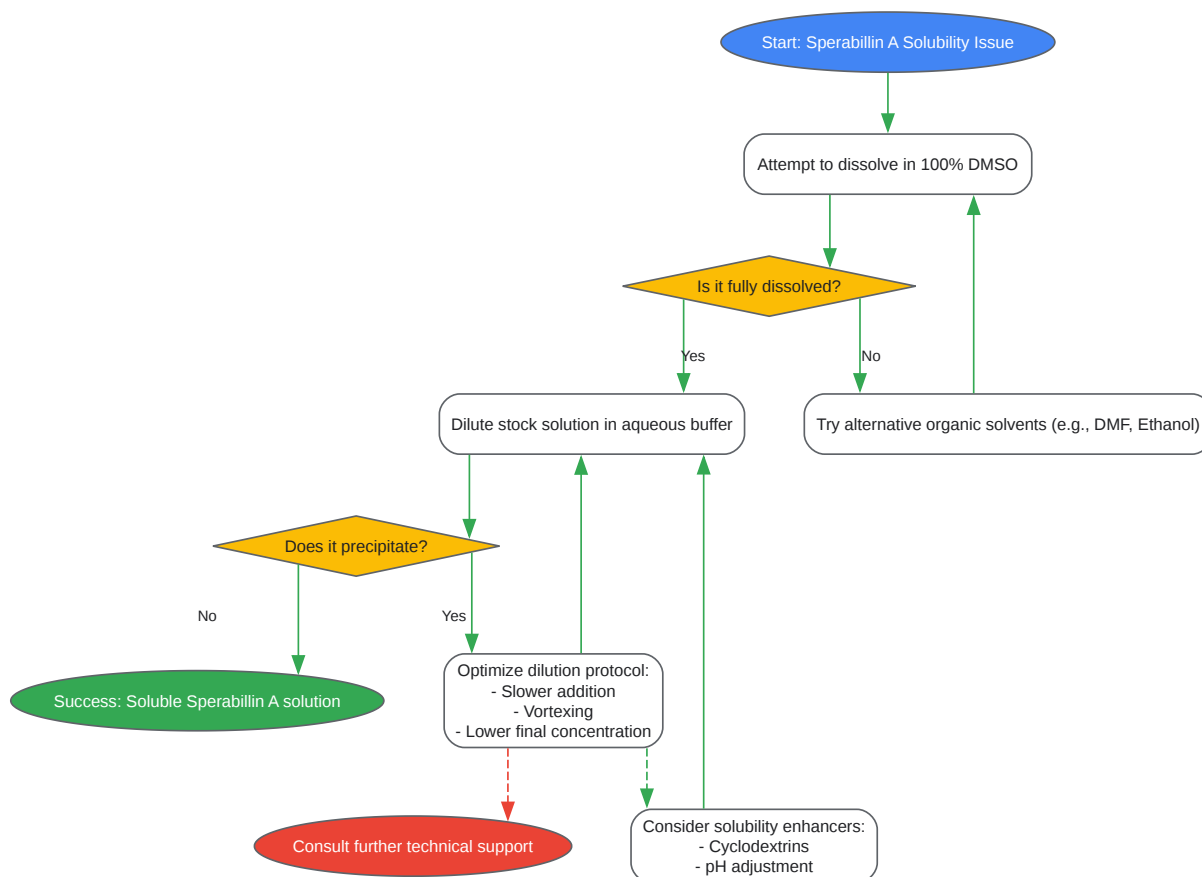 Start: Sperabillin A Solubility Issue
Attempt to dissolve in 100% DMSO
Is it fully dissolved?
Yes
No
Dilute stock solution in aqueous buffer
Try alternative organic solvents (e.g., DMF, Ethanol)
Does it precipitate?
No
Yes
Optimize dilution protocol:
- Slower addition
- Vortexing
- Lower final concentration
Success: Soluble Sperabillin A solution
Consult further technical support
Consider solubility enhancers:
- Cyclodextrins
- pH adjustment